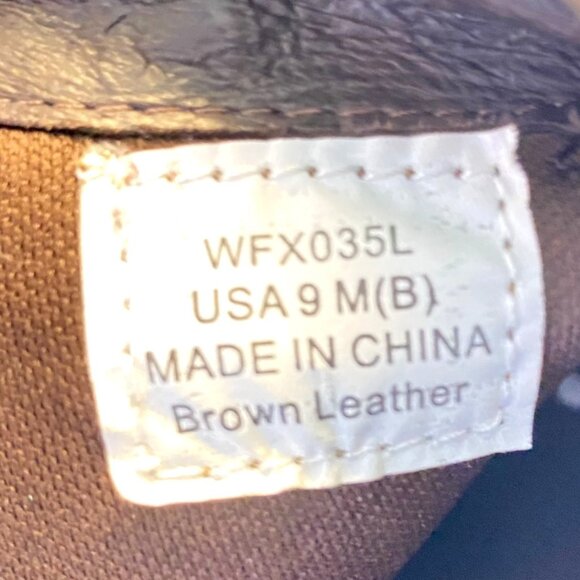 WFX035L
USA 9 M(B)
MADE IN CHINA
Brown Leather